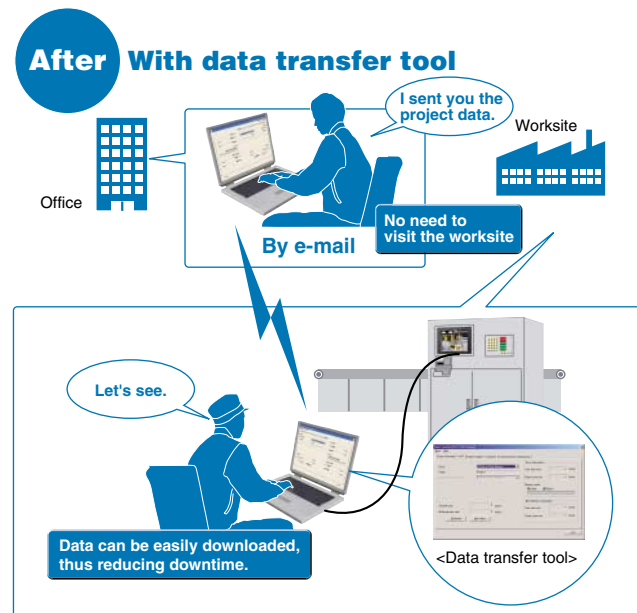 After With data transfer tool
I sent you the
project data.
Worksite
Office
By e-mail
No need to
visit the worksite
Let's see.
Data can be easily downloaded,
thus reducing downtime.
<Data transfer tool>